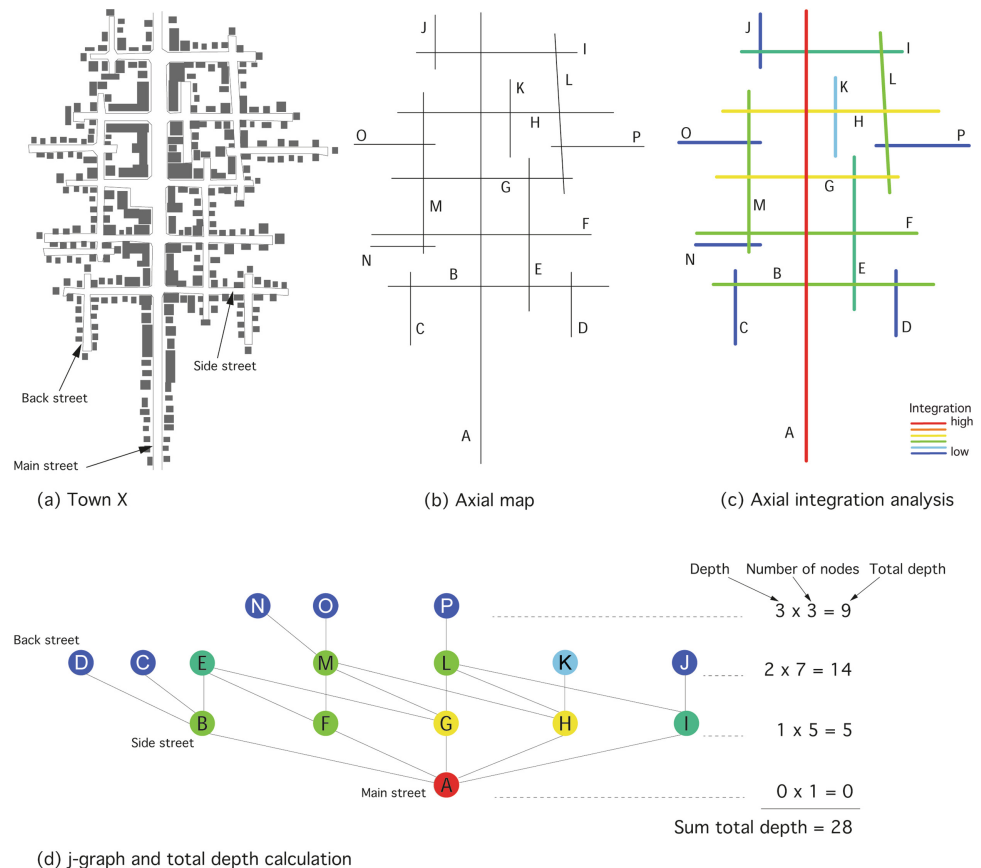 Back street
Side street
Main street
(a) Town X
J
I
L
K
H
O
P
G
M
F
N
B
E
C
D
A
(b) Axial map
J
I
L
K
H
O
P
G
M
F
N
B
E
C
D
A
Integration
high
low
(c) Axial integration analysis
Depth Number of nodes Total depth
N O P 3 x 3 = 9
Back street
D C E M L K J 2 x 7 = 14
B F G H I 1 x 5 = 5
Side street
A 0 x 1 = 0
Main street
Sum total depth = 28
(d) j-graph and total depth calculation